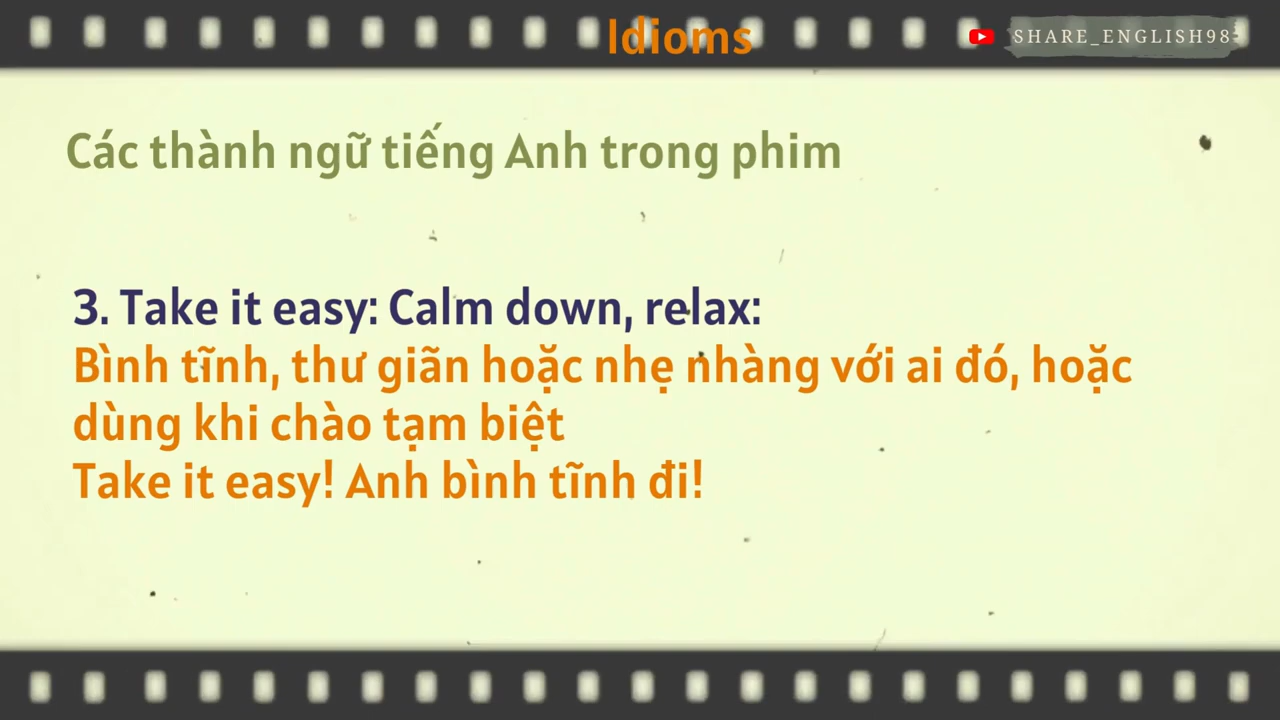 Idioms
SHARE_ENGLISH98
Các thành ngữ tiếng Anh trong phim
3. Take it easy: Calm down, relax:
Bình tĩnh, thư giãn hoặc nhẹ nhàng với ai đó, hoặc
dùng khi chào tạm biệt
Take it easy! Anh bình tĩnh đi!